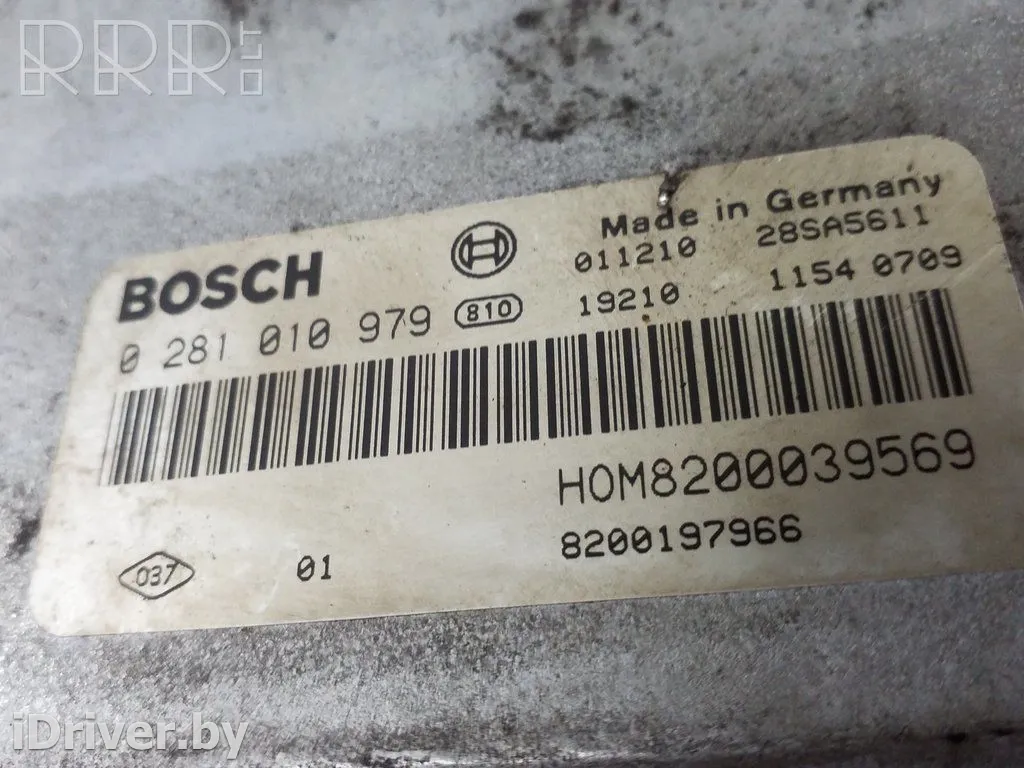 RRR.LT
Made in Germany
BOSCH
011210 28SA5611
0 281 010 979 810 19210 1154 0709
HOM8200039569
8200197966
037 01
iDriver.by